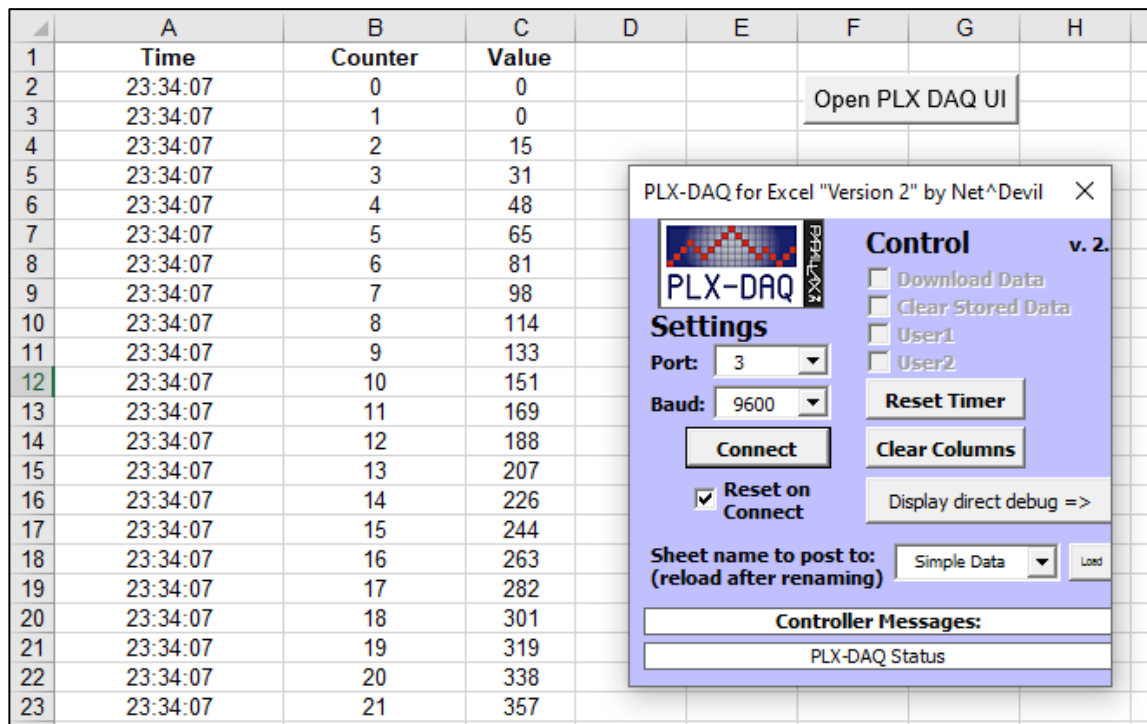 A B C D E F G H
1 Time Counter Value
2 23:34:07 0 0
3 23:34:07 1 0
4 23:34:07 2 15
5 23:34:07 3 31
6 23:34:07 4 48
7 23:34:07 5 65
8 23:34:07 6 81
9 23:34:07 7 98
10 23:34:07 8 114
11 23:34:07 9 133
12 23:34:07 10 151
13 23:34:07 11 169
14 23:34:07 12 188
15 23:34:07 13 207
16 23:34:07 14 226
17 23:34:07 15 244
18 23:34:07 16 263
19 23:34:07 17 282
20 23:34:07 18 301
21 23:34:07 19 319
22 23:34:07 20 338
23 23:34:07 21 357
Open PLX DAQ UI
PLX-DAQ for Excel "Version 2" by Net^Devil
PLX-DAQ
PARALLAX
Control v. 2.
Download Data
Clear Stored Data
User1
User2
Settings
Port: 3
Baud: 9600
Reset Timer
Connect
Clear Columns
Reset on
Connect
Display direct debug =>
Sheet name to post to:
(reload after renaming)
Simple Data
Load
Controller Messages:
PLX-DAQ Status